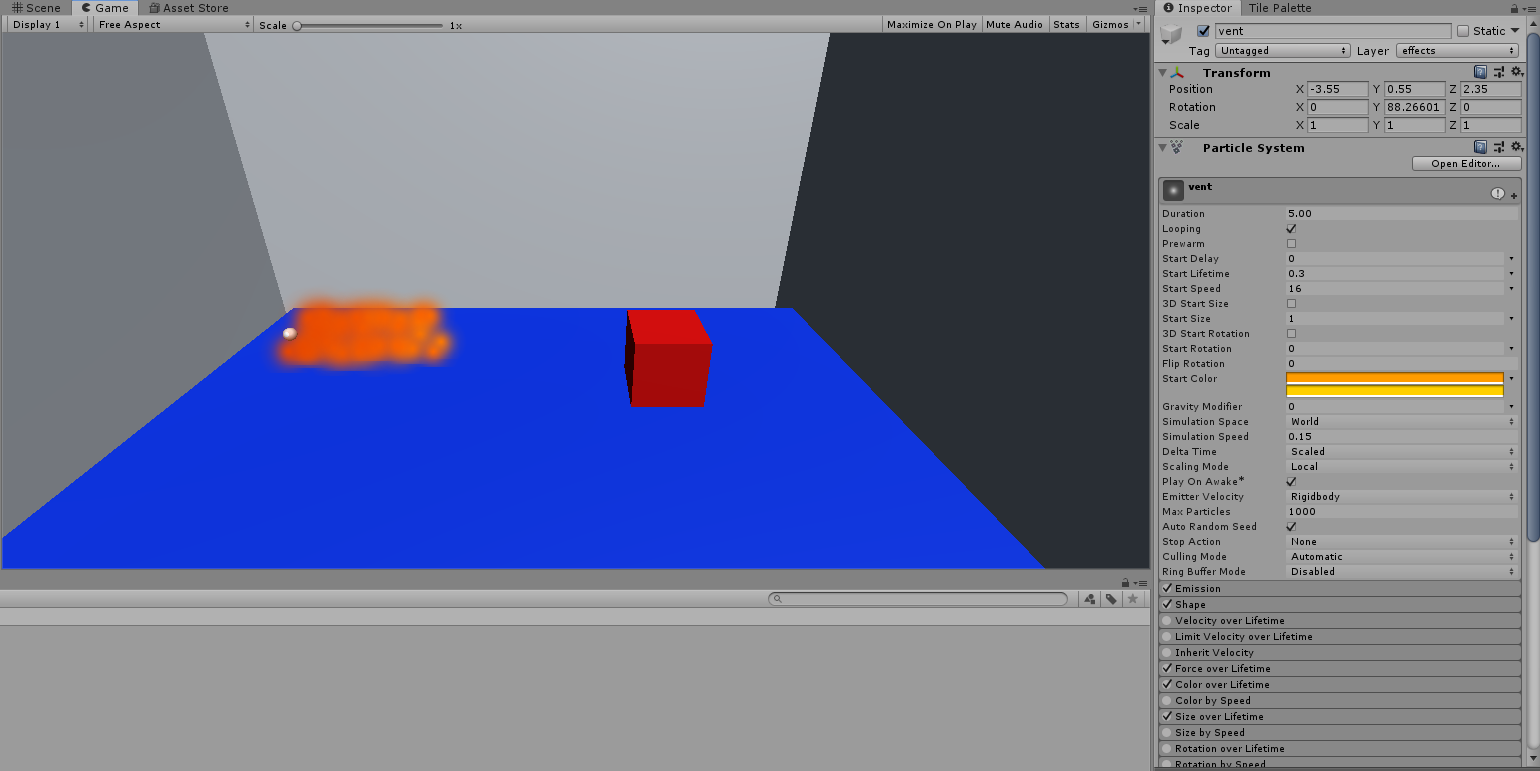 Scene Game Asset Store
Display 1 Free Aspect Scale 1x Maximize On Play Mute Audio Stats Gizmos
Inspector Tile Palette
vent Static
Tag Untagged Layer effects
Transform
Position X -3.55 Y 0.55 Z 2.35
Rotation X 0 Y 88.26601 Z 0
Scale X 1 Y 1 Z 1
Particle System
Open Editor...
vent
Duration 5.00
Looping
Prewarm
Start Delay 0
Start Lifetime 0.3
Start Speed 16
3D Start Size
Start Size 1
3D Start Rotation
Start Rotation 0
Flip Rotation 0
Start Color
Gravity Modifier 0
Simulation Space World
Simulation Speed 0.15
Delta Time Scaled
Scaling Mode Local
Play On Awake*
Emitter Velocity Rigidbody
Max Particles 1000
Auto Random Seed
Stop Action None
Culling Mode Automatic
Ring Buffer Mode Disabled
Emission
Shape
Velocity over Lifetime
Limit Velocity over Lifetime
Inherit Velocity
Force over Lifetime
Color over Lifetime
Color by Speed
Size over Lifetime
Size by Speed
Rotation over Lifetime
Rotation by Speed